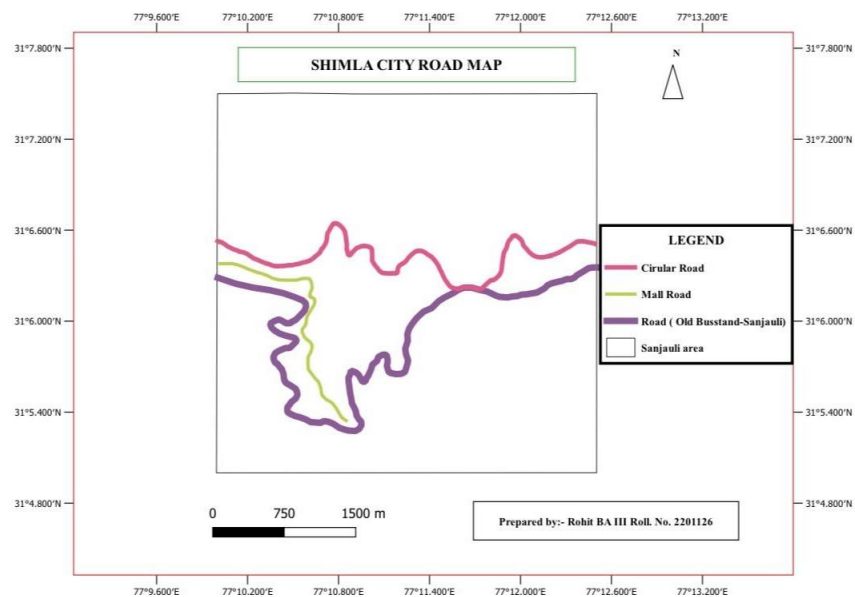 77°9.600'E 77°10.200'E 77°10.800'E 77°11.400'E 77°12.000'E 77°12.600'E 77°13.200'E
31°7.800'N 31°7.800'N
SHIMLA CITY ROAD MAP
N
31°7.200'N 31°7.200'N
31°6.600'N 31°6.600'N
LEGEND
Cirular Road
Mall Road
Road ( Old Busstand-Sanjauli)
Sanjauli area
31°6.000'N 31°6.000'N
31°5.400'N 31°5.400'N
31°4.800'N 31°4.800'N
0 750 1500 m
Prepared by:- Rohit BA III Roll. No. 2201126
77°9.600'E 77°10.200'E 77°10.800'E 77°11.400'E 77°12.000'E 77°12.600'E 77°13.200'E